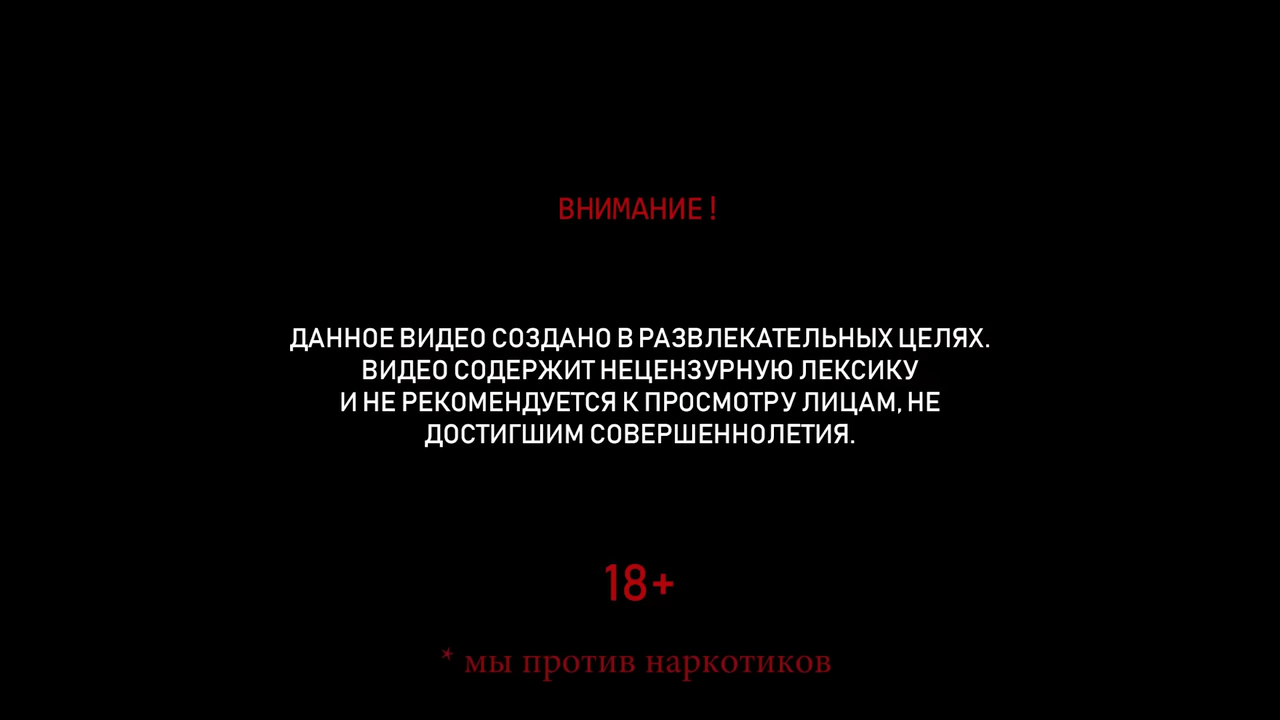 ВНИМАНИЕ!
ДАННОЕ ВИДЕО СОЗДАНО В РАЗВЛЕКАТЕЛЬНЫХ ЦЕЛЯХ.
ВИДЕО СОДЕРЖИТ НЕЦЕНЗУРНУЮ ЛЕКСИКУ
И НЕ РЕКОМЕНДУЕТСЯ К ПРОСМОТРУ ЛИЦАМ, НЕ
ДОСТИГШИМ СОВЕРШЕННОЛЕТИЯ.
18+
* мы против наркотиков